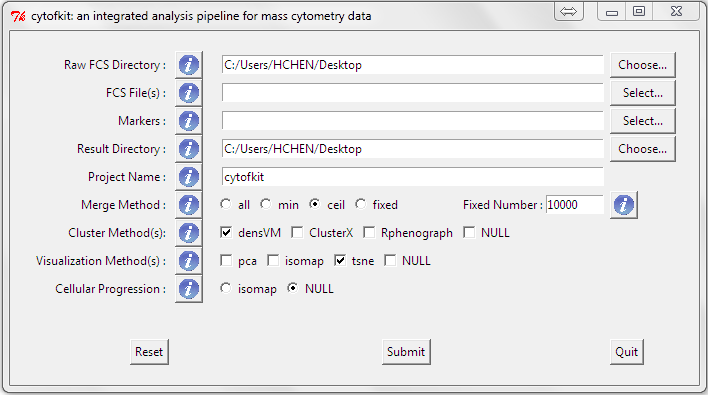 cytofkit: an integrated analysis pipeline for mass cytometry data
Raw FCS Directory : C:/Users/HCHEN/Desktop Choose...
FCS File(s) : Select...
Markers : Select...
Result Directory : C:/Users/HCHEN/Desktop Choose...
Project Name : cytofkit
Merge Method : all min ceil fixed Fixed Number : 10000
Cluster Method(s): densVM ClusterX Rphenograph NULL
Visualization Method(s) : pca isomap tsne NULL
Cellular Progression : isomap NULL
Reset Submit Quit